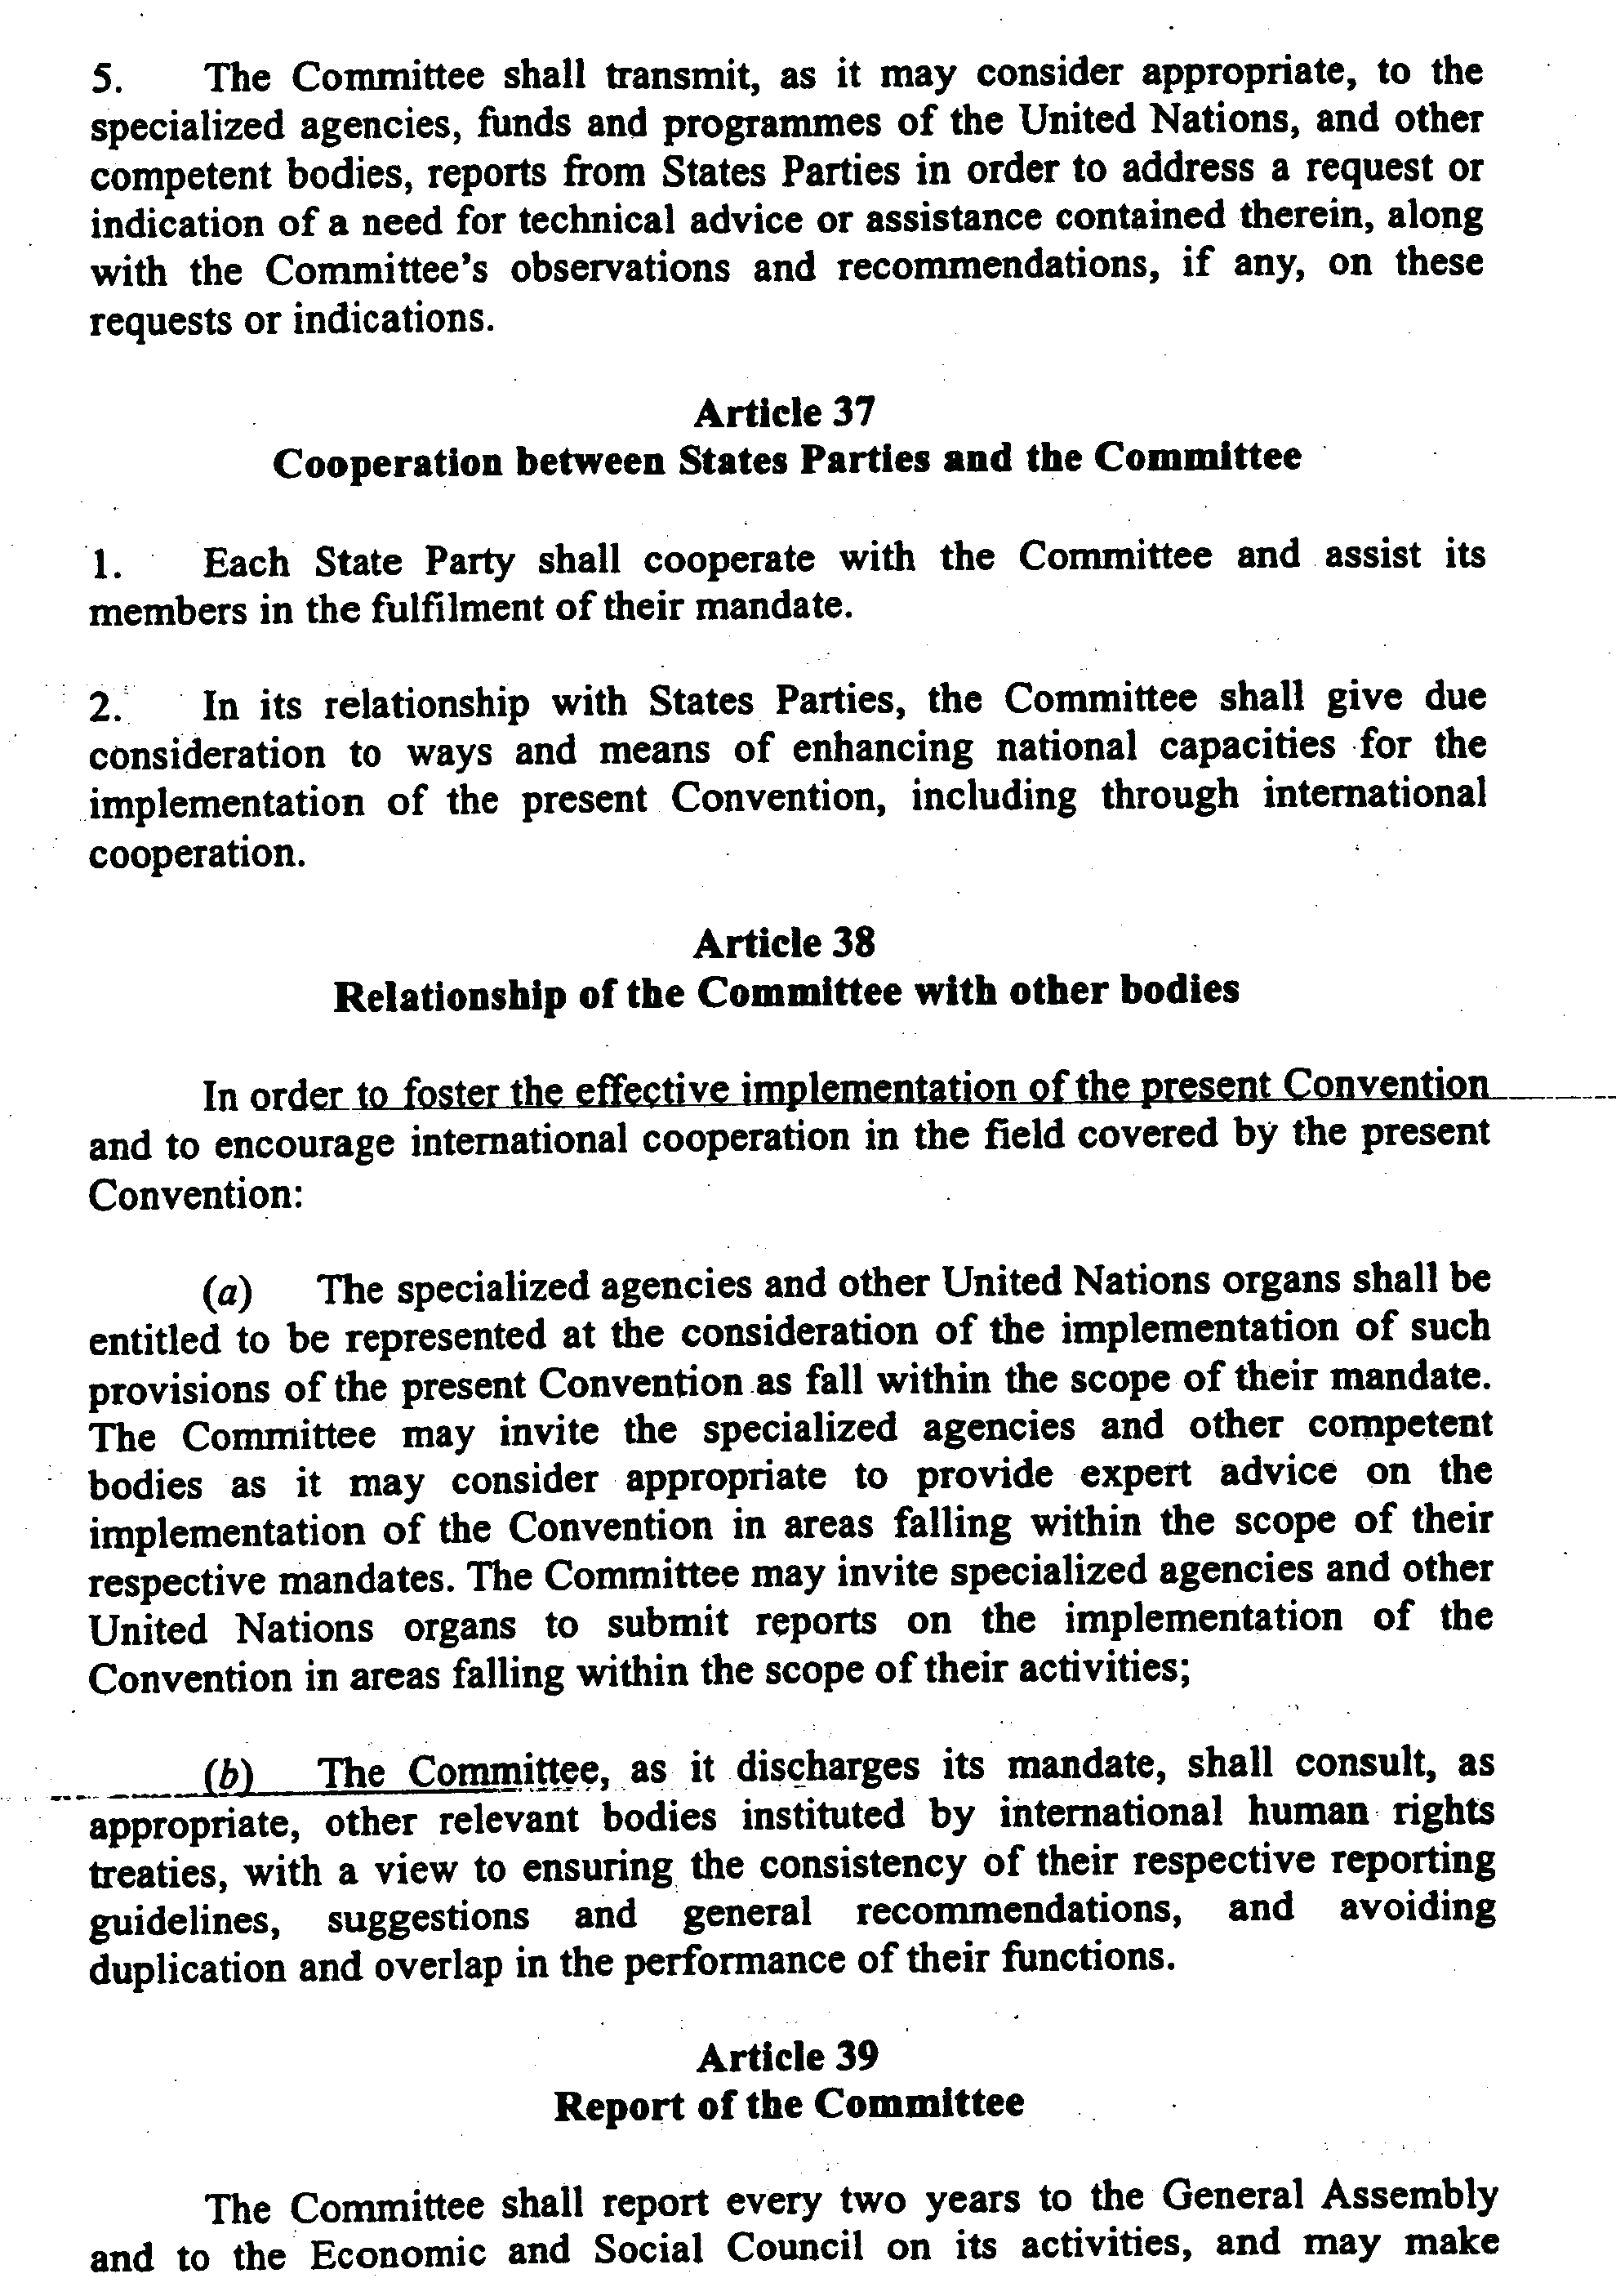 5. The Committee shall transmit, as it may consider appropriate, to the
specialized agencies, funds and programmes of the United Nations, and other
competent bodies, reports from States Parties in order to address a request or
indication of a need for technical advice or assistance contained therein, along
with the Committee's observations and recommendations, if any, on these
requests or indications.
Article 37
Cooperation between States Parties and the Committee
1. Each State Party shall cooperate with the Committee and assist its
members in the fulfilment of their mandate.
2. In its relationship with States Parties, the Committee shall give due
consideration to ways and means of enhancing national capacities for the
implementation of the present Convention, including through international
cooperation.
Article 38
Relationship of the Committee with other bodies
In order to foster the effective implementation of the present Convention
and to encourage international cooperation in the field covered by the present
Convention:
(a) The specialized agencies and other United Nations organs shall be
entitled to be represented at the consideration of the implementation of such
provisions of the present Convention as fall within the scope of their mandate.
The Committee may invite the specialized agencies and other competent
bodies as it may consider appropriate to provide expert advice on the
implementation of the Convention in areas falling within the scope of their
respective mandates. The Committee may invite specialized agencies and other
United Nations organs to submit reports on the implementation of the
Convention in areas falling within the scope of their activities;
(b) The Committee, as it discharges its mandate, shall consult, as
appropriate, other relevant bodies instituted by international human rights
treaties, with a view to ensuring the consistency of their respective reporting
guidelines, suggestions and general recommendations, and avoiding
duplication and overlap in the performance of their functions.
Article 39
Report of the Committee
The Committee shall report every two years to the General Assembly
and to the Economic and Social Council on its activities, and may make